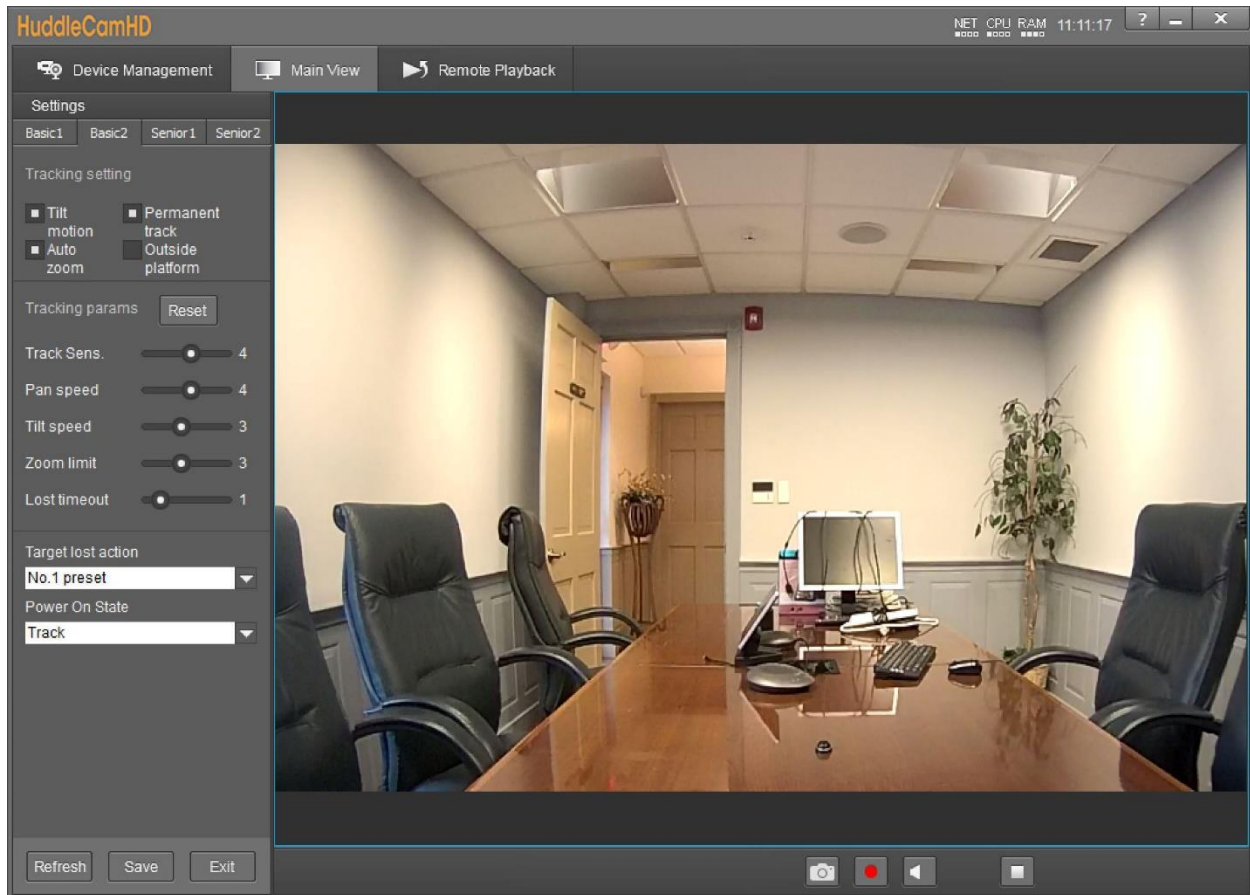 HuddleCamHD
NET CPU RAM 11:11:17 ?
Device Management Main View Remote Playback
Settings
Basic1 Basic2 Senior1 Senior2
Tracking setting
Tilt motion
Permanent track
Auto zoom
Outside platform
Tracking params Reset
Track Sens. 4
Pan speed 4
Tilt speed 3
Zoom limit 3
Lost timeout 1
Target lost action
No.1 preset
Power On State
Track
Refresh Save Exit